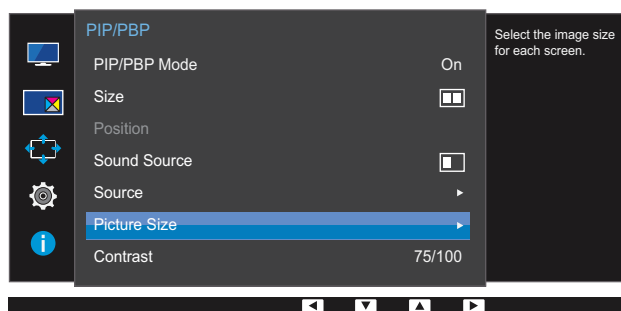 PIP/PBP
PIP/PBP Mode On
Size
Position
Sound Source
Source
Picture Size
Contrast 75/100
Select the image size
for each screen.